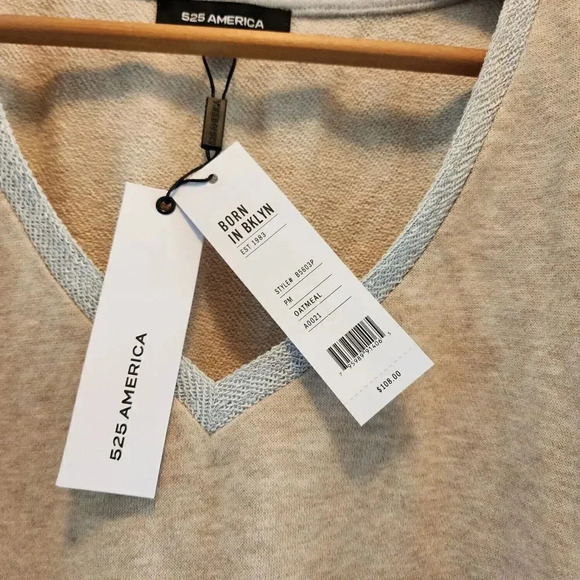 525 AMERICA
525 AMERICA
BORN
IN BKLYN
EST 1983
STYLE# B5603P
PM
OATMEAL
A0021
$108.00